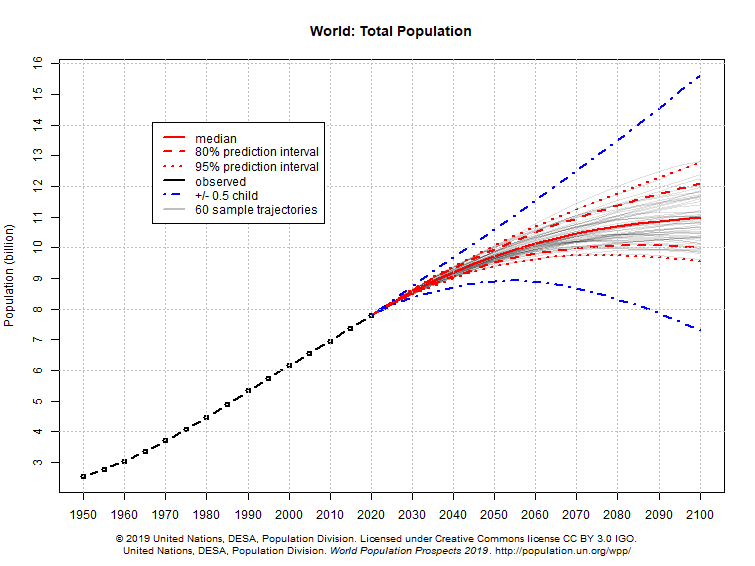 World: Total Population
Population (billion)
16
15
14
13
12
11
10
9
8
7
6
5
4
3
median
80% prediction interval
95% prediction interval
observed
+/- 0.5 child
60 sample trajectories
1950 1960 1970 1980 1990 2000 2010 2020 2030 2040 2050 2060 2070 2080 2090 2100
© 2019 United Nations, DESA, Population Division. Licensed under Creative Commons license CC BY 3.0 IGO.
United Nations, DESA, Population Division. World Population Prospects 2019. http://population.un.org/wpp/